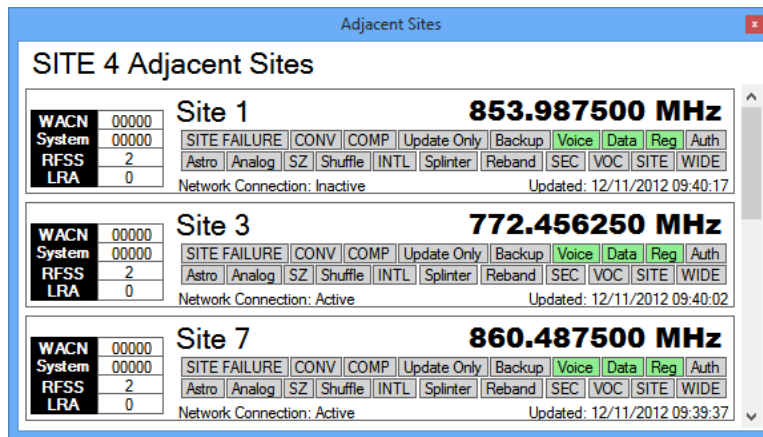 Adjacent Sites
x
SITE 4 Adjacent Sites
Site 1 853.987500 MHz
WACN 00000
System 00000
RFSS 2
LRA 0
SITE FAILURE CONV COMP Update Only Backup Voice Data Reg Auth
Astro Analog SZ Shuffle INTL Splinter Reband SEC VOC SITE WIDE
Network Connection: Inactive Updated: 12/11/2012 09:40:17
Site 3 772.456250 MHz
WACN 00000
System 00000
RFSS 2
LRA 0
SITE FAILURE CONV COMP Update Only Backup Voice Data Reg Auth
Astro Analog SZ Shuffle INTL Splinter Reband SEC VOC SITE WIDE
Network Connection: Active Updated: 12/11/2012 09:40:02
Site 7 860.487500 MHz
WACN 00000
System 00000
RFSS 2
LRA 0
SITE FAILURE CONV COMP Update Only Backup Voice Data Reg Auth
Astro Analog SZ Shuffle INTL Splinter Reband SEC VOC SITE WIDE
Network Connection: Active Updated: 12/11/2012 09:39:37